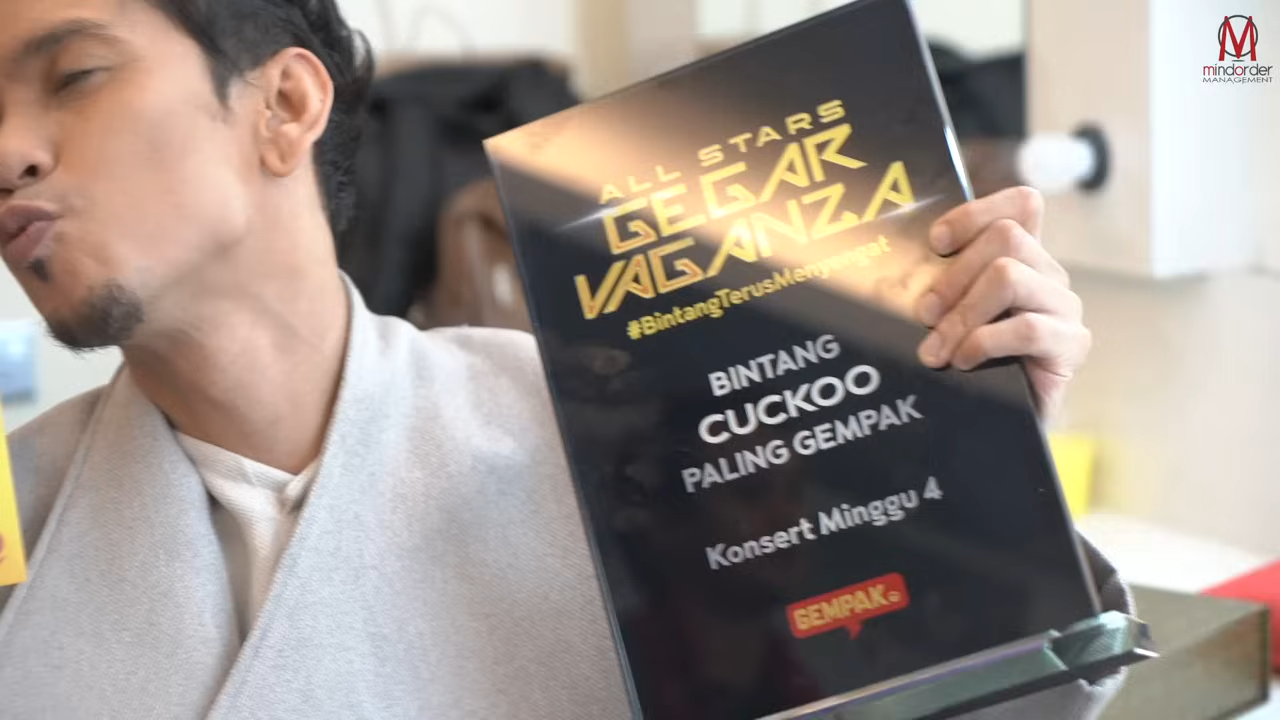 mindorder
MANAGEMENT
ALL STARS
GEGAR
VAGANZA
#BintangTerusMenyengat
BINTANG
CUCKOO
PALING GEMPAK
Konsert Minggu 4
GEMPAK